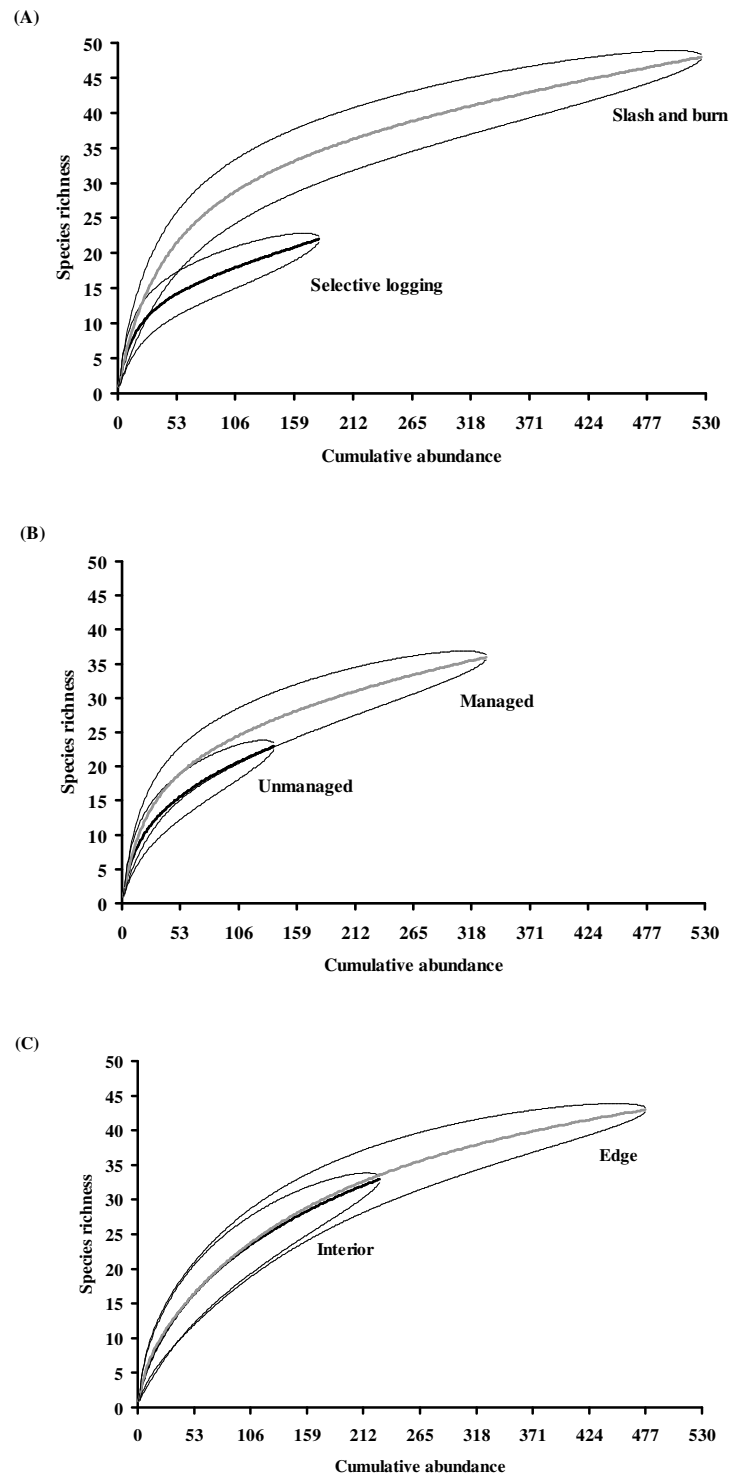 (A)
50
45
40
35
30
25
20
15
10
5
0
Species richness
Slash and burn
Selective logging
0 53 106 159 212 265 318 371 424 477 530
Cumulative abundance
(B)
50
45
40
35
30
25
20
15
10
5
0
Species richness
Managed
Unmanaged
0 53 106 159 212 265 318 371 424 477 530
Cumulative abundance
(C)
50
45
40
35
30
25
20
15
10
5
0
Species richness
Edge
Interior
0 53 106 159 212 265 318 371 424 477 530
Cumulative abundance